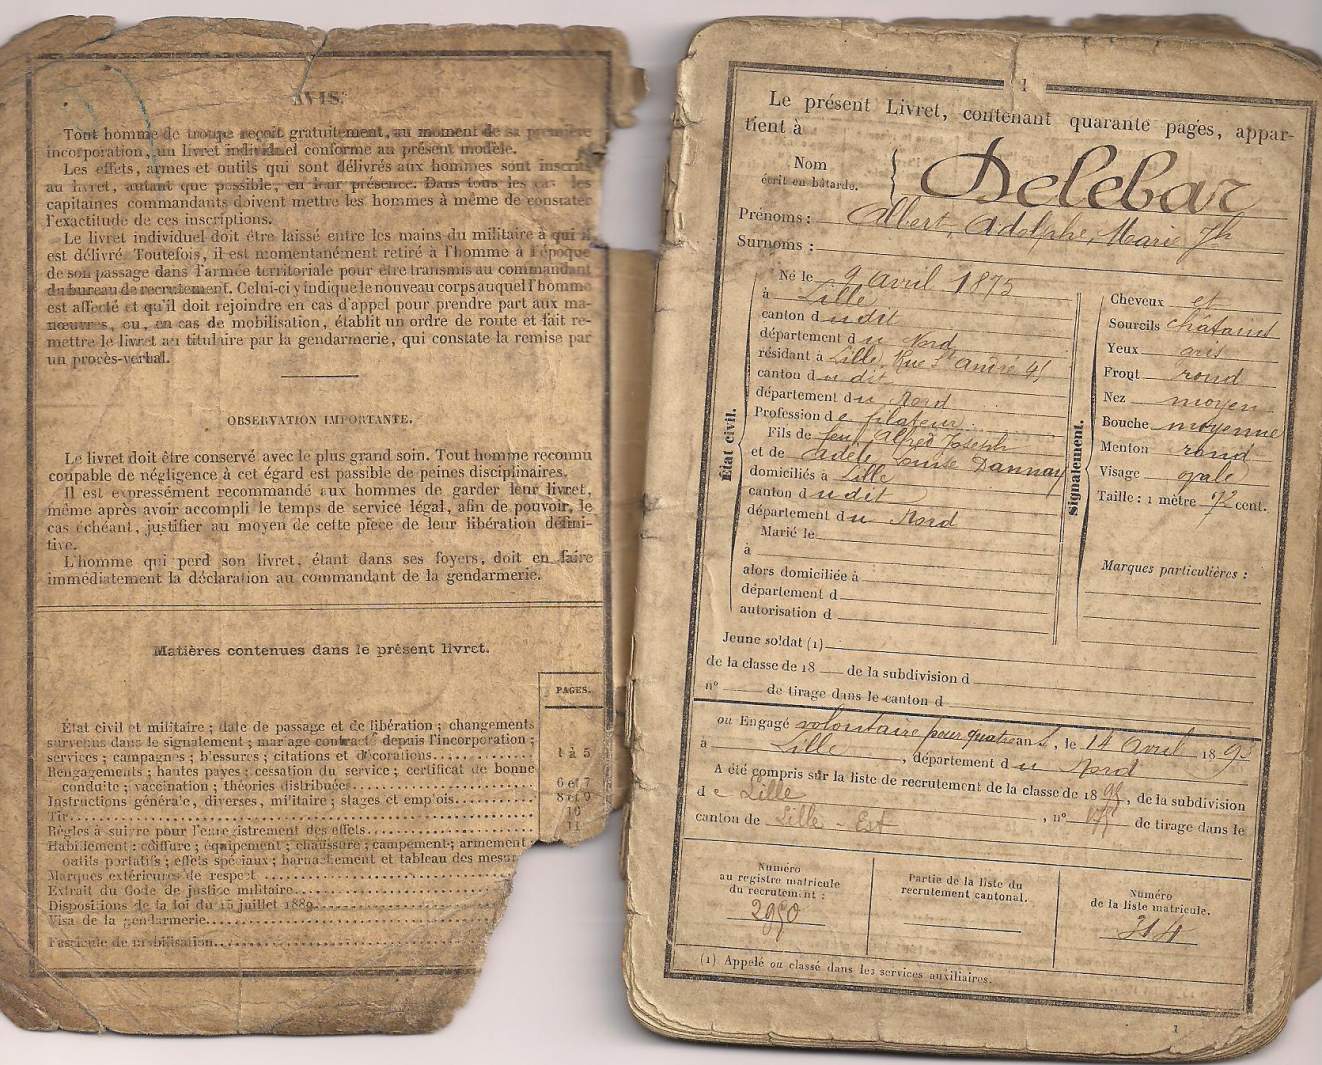 AVIS.
Tout homme de troupe reçoit gratuitement, au moment de sa première
incorporation, un livret individuel conforme au présent modèle.
Les effets, armes et outils qui sont délivrés aux hommes sont inscrits
au livret, autant que possible, en leur présence. Dans tous les cas les
capitaines commandants doivent mettre les hommes à même de constater
l'exactitude de ces inscriptions.
Le livret individuel doit être laissé entre les mains du militaire à qui il
est délivré. Toutefois, il est momentanément retiré à l'homme à l'époque
de son passage dans l'armée territoriale pour être transmis au commandant
du bureau de recrutement. Celui-ci y indique le nouveau corps auquel l'homme
est affecté et qu'il doit rejoindre en cas d'appel pour prendre part aux ma-
nœuvres, ou, en cas de mobilisation, établit un ordre de route et fait re-
mettre le livret au titulaire par la gendarmerie, qui constate la remise par
un procès-verbal.
OBSERVATION IMPORTANTE.
Le livret doit être conservé avec le plus grand soin. Tout homme reconnu
coupable de négligence à cet égard est passible de peines disciplinaires.
Il est expressément recommandé aux hommes de garder leur livret,
même après avoir accompli le temps de service légal, afin de pouvoir, le
cas échéant, justifier au moyen de cette pièce de leur libération défini-
tive.
L'homme qui perd son livret, étant dans ses foyers, doit en faire
immédiatement la déclaration au commandant de la gendarmerie.
Matières contenues dans le présent livret.
PAGES.
État civil et militaire ; date de passage et de libération ; changements
survenus dans le signalement ; mariage contracté depuis l'incorporation ;
services ; campagnes ; blessures ; citations et décorations. 1 à 5
Rengagements ; hautes payes ; cessation du service ; certificat de bonne
conduite ; vaccination ; théories distribuées 6 et 7
Instructions générale, diverses, militaire ; stages et emplois 8 et 9
Tir 10
Règles à suivre pour l'enregistrement des effets 11
Habillement : coiffure ; équipement ; chaussure ; campement ; armement ;
outils portatifs ; effets spéciaux ; harnachement et tableau des mesur
Marques extérieures de respect
Extrait du Code de justice militaire
Dispositions de la loi du 15 juillet 1889
Visa de la gendarmerie
Fascicule de mobilisation
1
Le présent Livret, contenant quarante pages, appar-
tient à
Nom
écrit en bâtarde. Delebar
Prénoms : Albert, Adolphe, Marie Jh
Surnoms :
État civil.
Né le 9 avril 1875
à Lille
canton du dit
département du Nord
résidant à Lille, Rue St André 41
canton du dit
département du Nord
Profession de filateur
Fils de feu Alfred Joseph
et de Adèle Louise Dannay
domiciliés à Lille
canton du dit
département du Nord
Marié le
à
alors domiciliée à
département d
autorisation d
signalement.
Cheveux et
Sourcils châtains
Yeux gris
Front rond
Nez moyen
Bouche moyenne
Menton rond
Visage ovale
Taille : 1 mètre 72 cent.
Marques particulières :
Jeune soldat (1)
de la classe de 18 de la subdivision d
n° de tirage dans le canton d
ou Engagé volontaire pour quatre ans, le 14 avril 1893
à Lille, département du Nord
A été compris sur la liste de recrutement de la classe de 1895, de la subdivision
de Lille, n° de tirage dans le
canton de Lille - Est
Numéro
au registre matricule
du recrutement :
2950
Partie de la liste du
recrutement cantonal.
Numéro
de la liste matricule.
314
(1) Appelé ou classé dans les services auxiliaires.
1